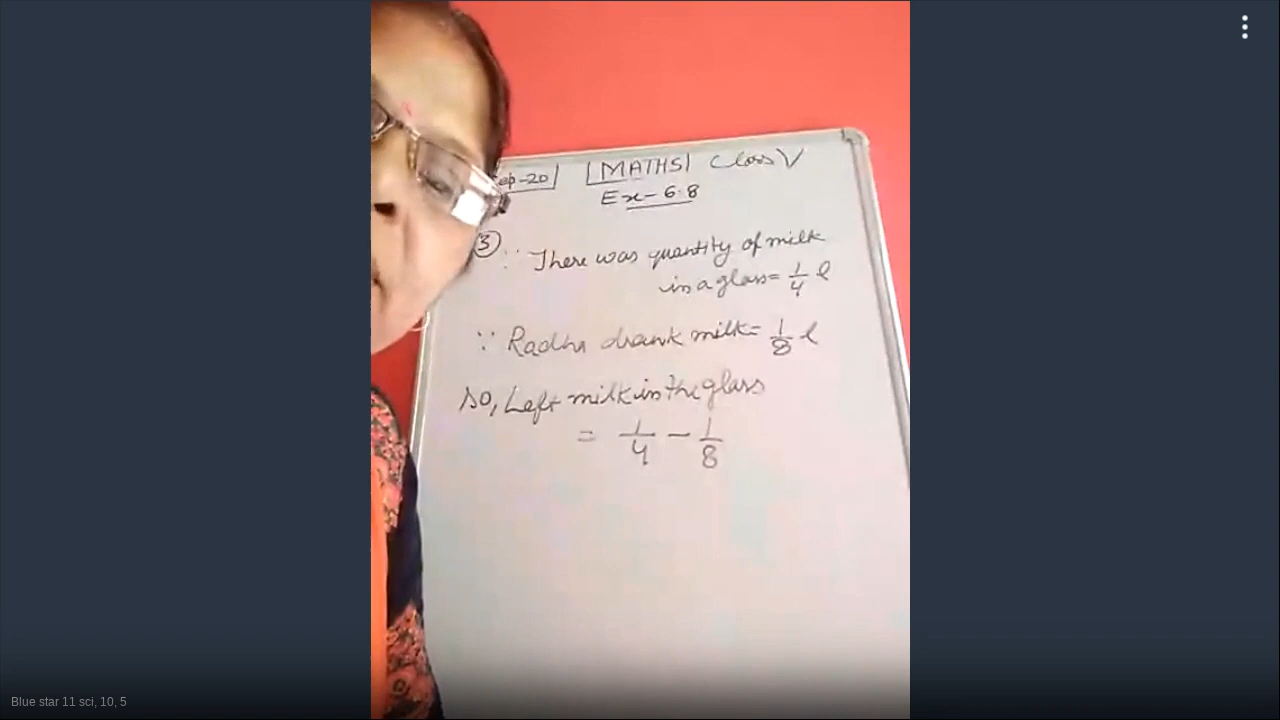 ep-20 MATHS Class V
Ex-6.8
3 ∵ There was quantity of milk
in a glass = 1/4 l
∵ Radha drank milk = 1/8 l
so, Left milk in the glass
= 1/4 - 1/8
Blue star 11 sci, 10, 5